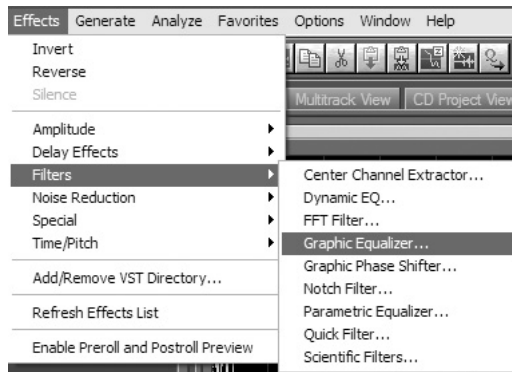 Effects Generate Analyze Favorites Options Window Help
Invert
Reverse
Silence
Amplitude
Delay Effects
Filters
Noise Reduction
Special
Time/Pitch
Add/Remove VST Directory...
Refresh Effects List
Enable Preroll and Postroll Preview
Multitrack View CD Project View
Center Channel Extractor...
Dynamic EQ...
FFT Filter...
Graphic Equalizer...
Graphic Phase Shifter...
Notch Filter...
Parametric Equalizer...
Quick Filter...
Scientific Filters...